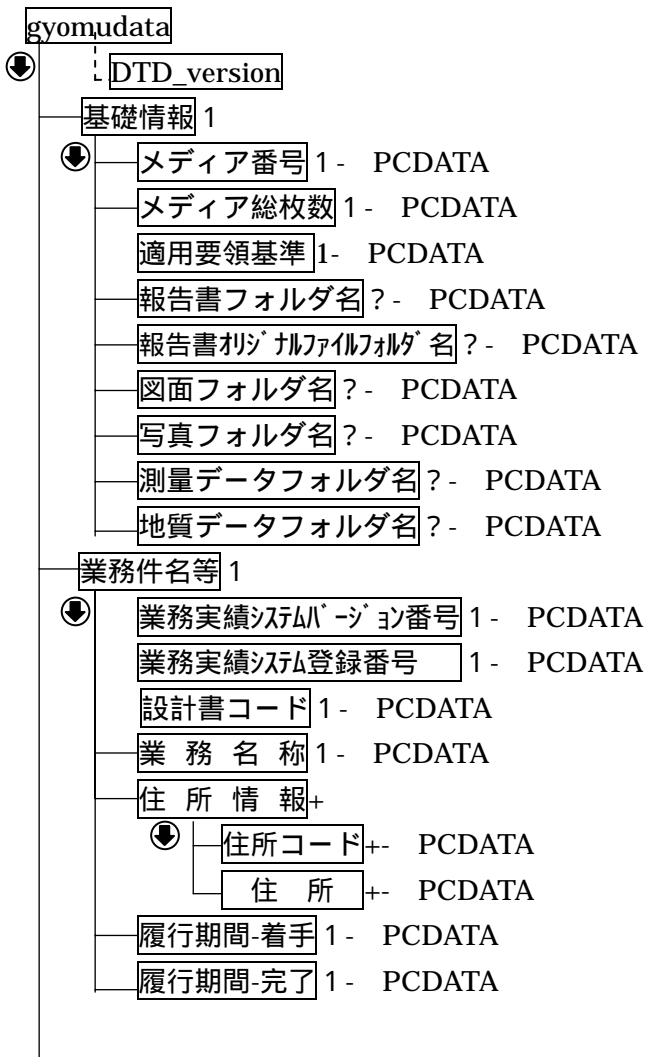 gyomudata
DTD_version
基礎情報 1
メディア番号 1 - PCDATA
メディア総枚数 1 - PCDATA
適用要領基準 1- PCDATA
報告書フォルダ名 ? - PCDATA
報告書ｵﾘｼﾞﾅﾙﾌｧｲﾙﾌｫﾙﾀﾞ名 ? - PCDATA
図面フォルダ名 ? - PCDATA
写真フォルダ名 ? - PCDATA
測量データフォルダ名 ? - PCDATA
地質データフォルダ名 ? - PCDATA
業務件名等 1
業務実績ｼｽﾃﾑﾊﾞｰｼﾞｮﾝ番号 1 - PCDATA
業務実績ｼｽﾃﾑ登録番号 1 - PCDATA
設計書コード 1 - PCDATA
業 務 名 称 1 - PCDATA
住 所 情 報+
住所コード+- PCDATA
住 所 +- PCDATA
履行期間-着手 1 - PCDATA
履行期間-完了 1 - PCDATA